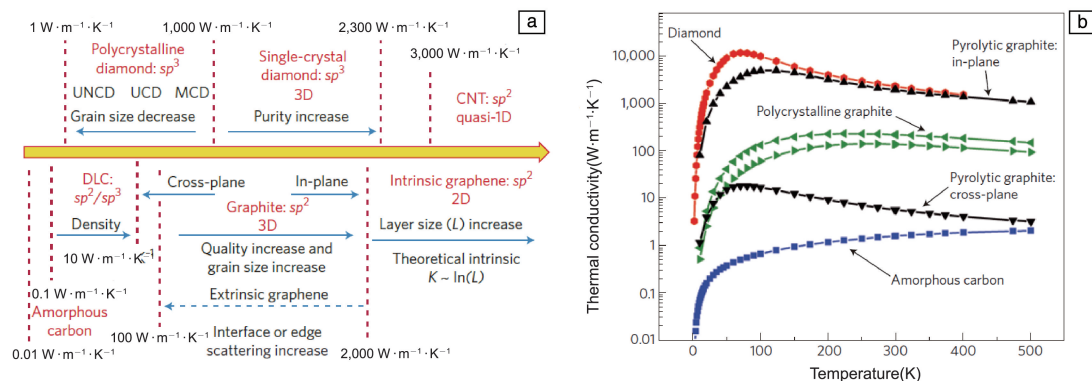 a
1 W·m⁻¹·K⁻¹
1,000 W·m⁻¹·K⁻¹
2,300 W·m⁻¹·K⁻¹
3,000 W·m⁻¹·K⁻¹
Polycrystalline
diamond: sp³
UNCD UCD MCD
Grain size decrease
Single-crystal
diamond: sp³
3D
Purity increase
CNT: sp²
quasi-1D
DLC:
sp²/sp³
Density
10 W·m⁻¹·K⁻¹
0.1 W·m⁻¹·K⁻¹
Amorphous
carbon
0.01 W·m⁻¹·K⁻¹
Cross-plane
In-plane
Graphite: sp²
3D
Quality increase and
grain size increase
Extrinsic graphene
100 W·m⁻¹·K⁻¹
Interface or edge
scattering increase
2,000 W·m⁻¹·K⁻¹
Intrinsic graphene: sp²
2D
Layer size (L) increase
Theoretical intrinsic
K ~ ln(L)
b
Thermal conductivity(W·m⁻¹·K⁻¹)
10,000
1,000
100
10
1
0.1
0.01
Diamond
Pyrolytic graphite:
in-plane
Polycrystalline graphite
Pyrolytic graphite:
cross-plane
Amorphous carbon
0 100 200 300 400 500
Temperature(K)